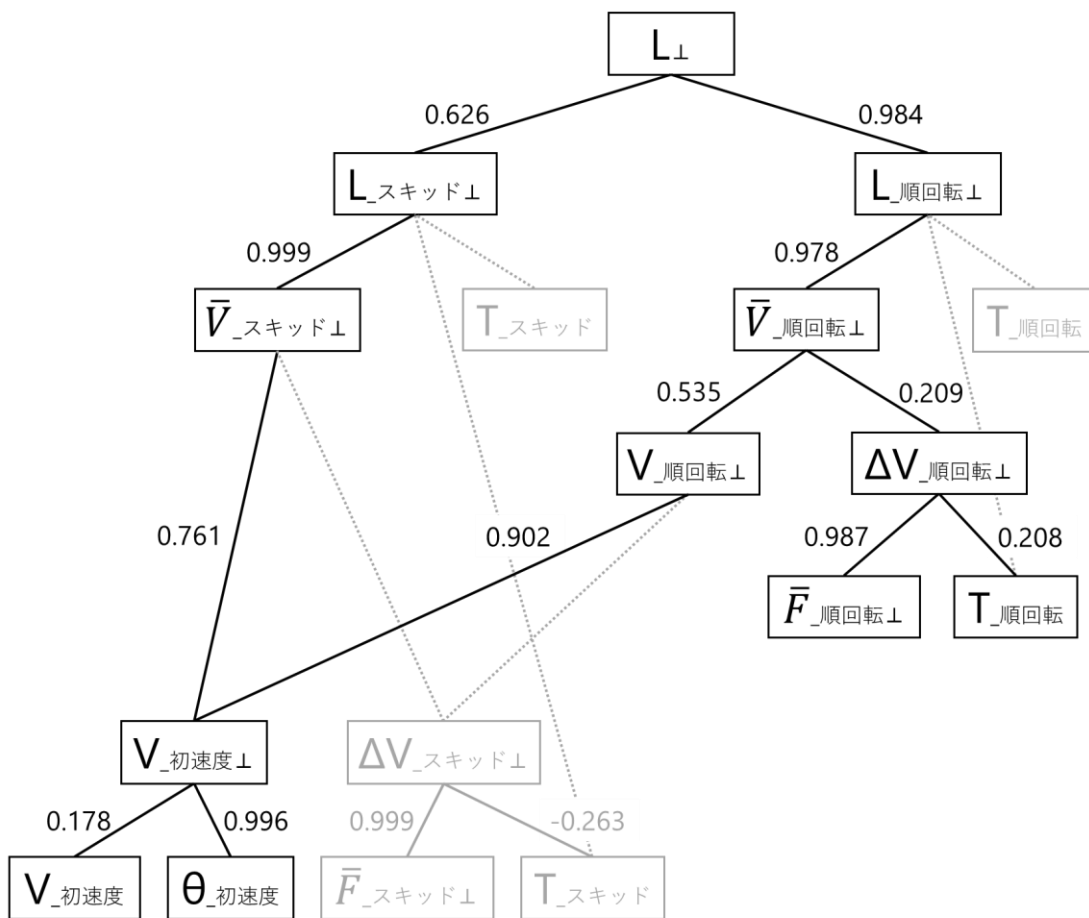 L⊥
0.626
0.984
L_スキッド⊥
L_順回転⊥
0.999
0.978
V̄_スキッド⊥
T_スキッド
V̄_順回転⊥
T_順回転
0.535
0.209
V_順回転⊥
ΔV_順回転⊥
0.761
0.902
0.987
0.208
F̄_順回転⊥
T_順回転
V_初速度⊥
ΔV_スキッド⊥
0.178
0.996
0.999
-0.263
V_初速度
θ_初速度
F̄_スキッド⊥
T_スキッド